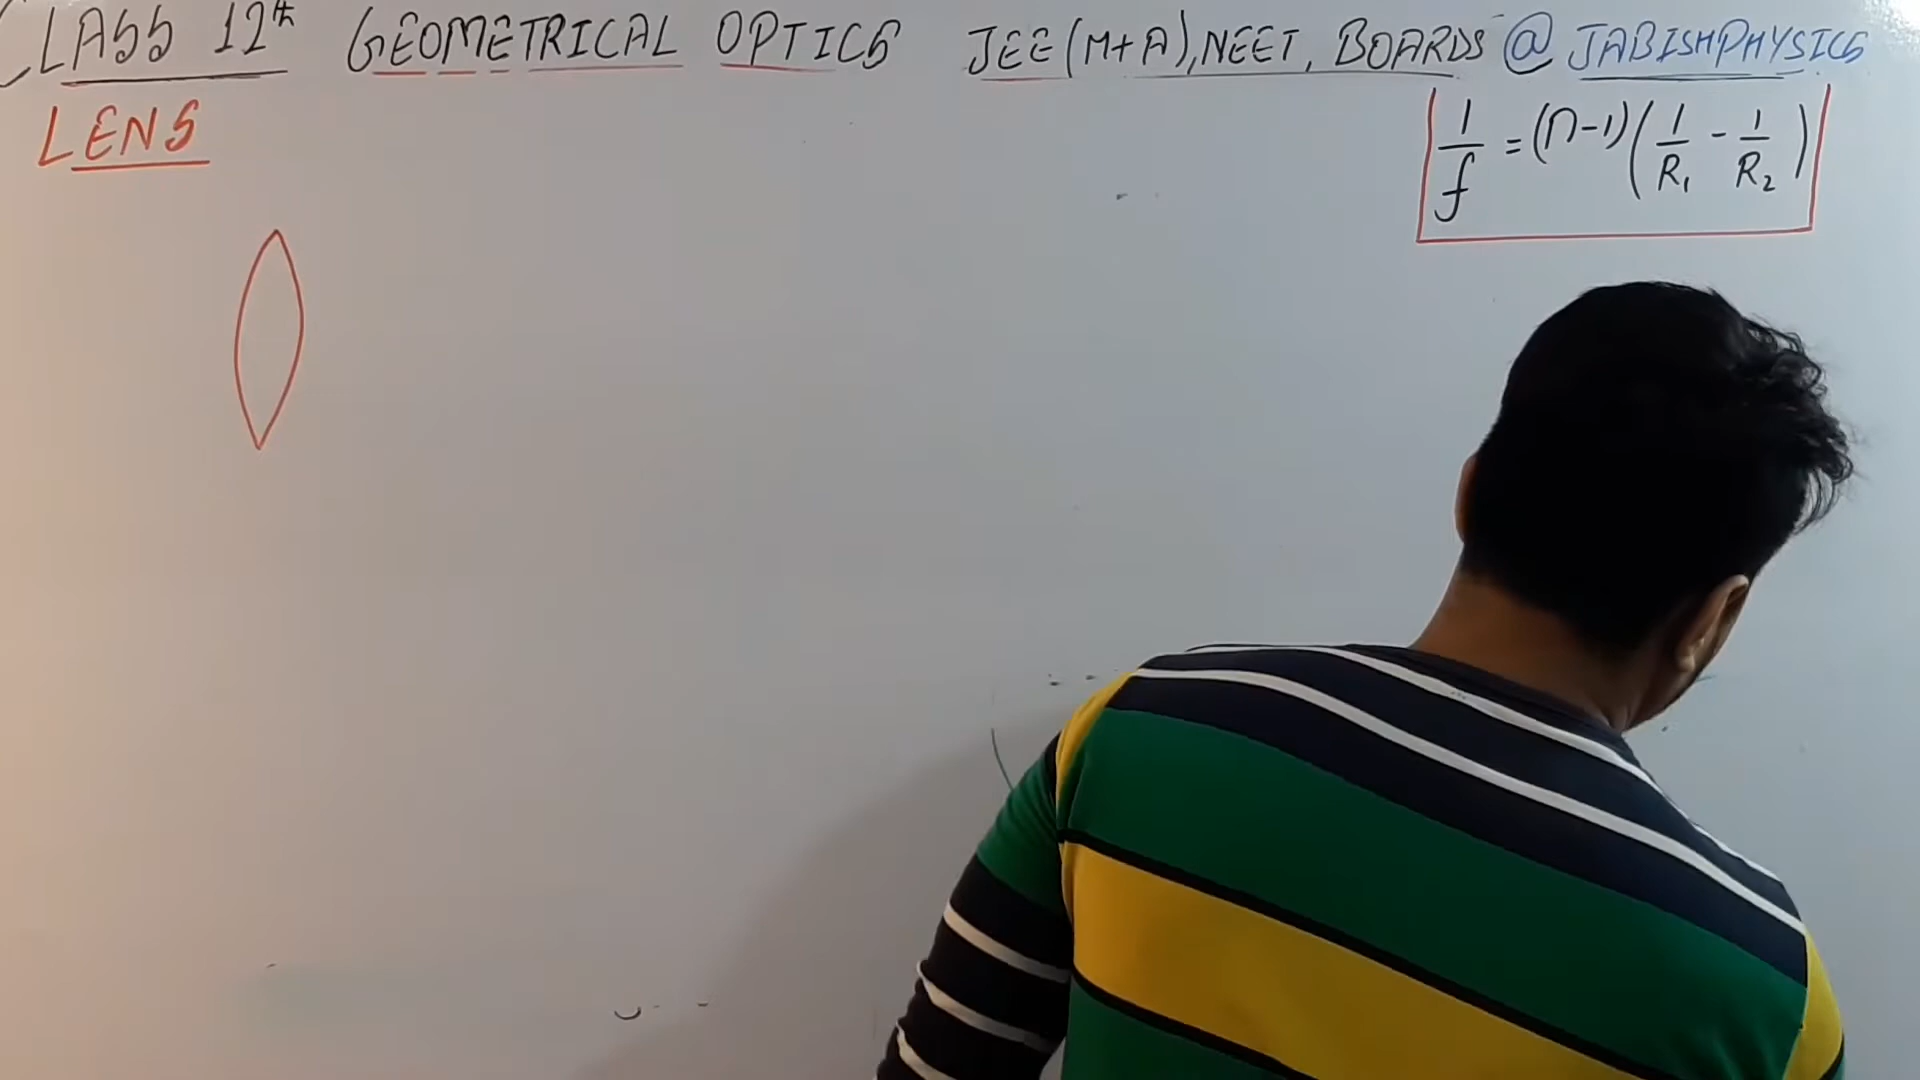 CLASS 12th GEOMETRICAL OPTICS JEE(M+A), NEET, BOARDS @ JABISHPHYSICS
LENS
1/f = (n-1)(1/R₁ - 1/R₂)